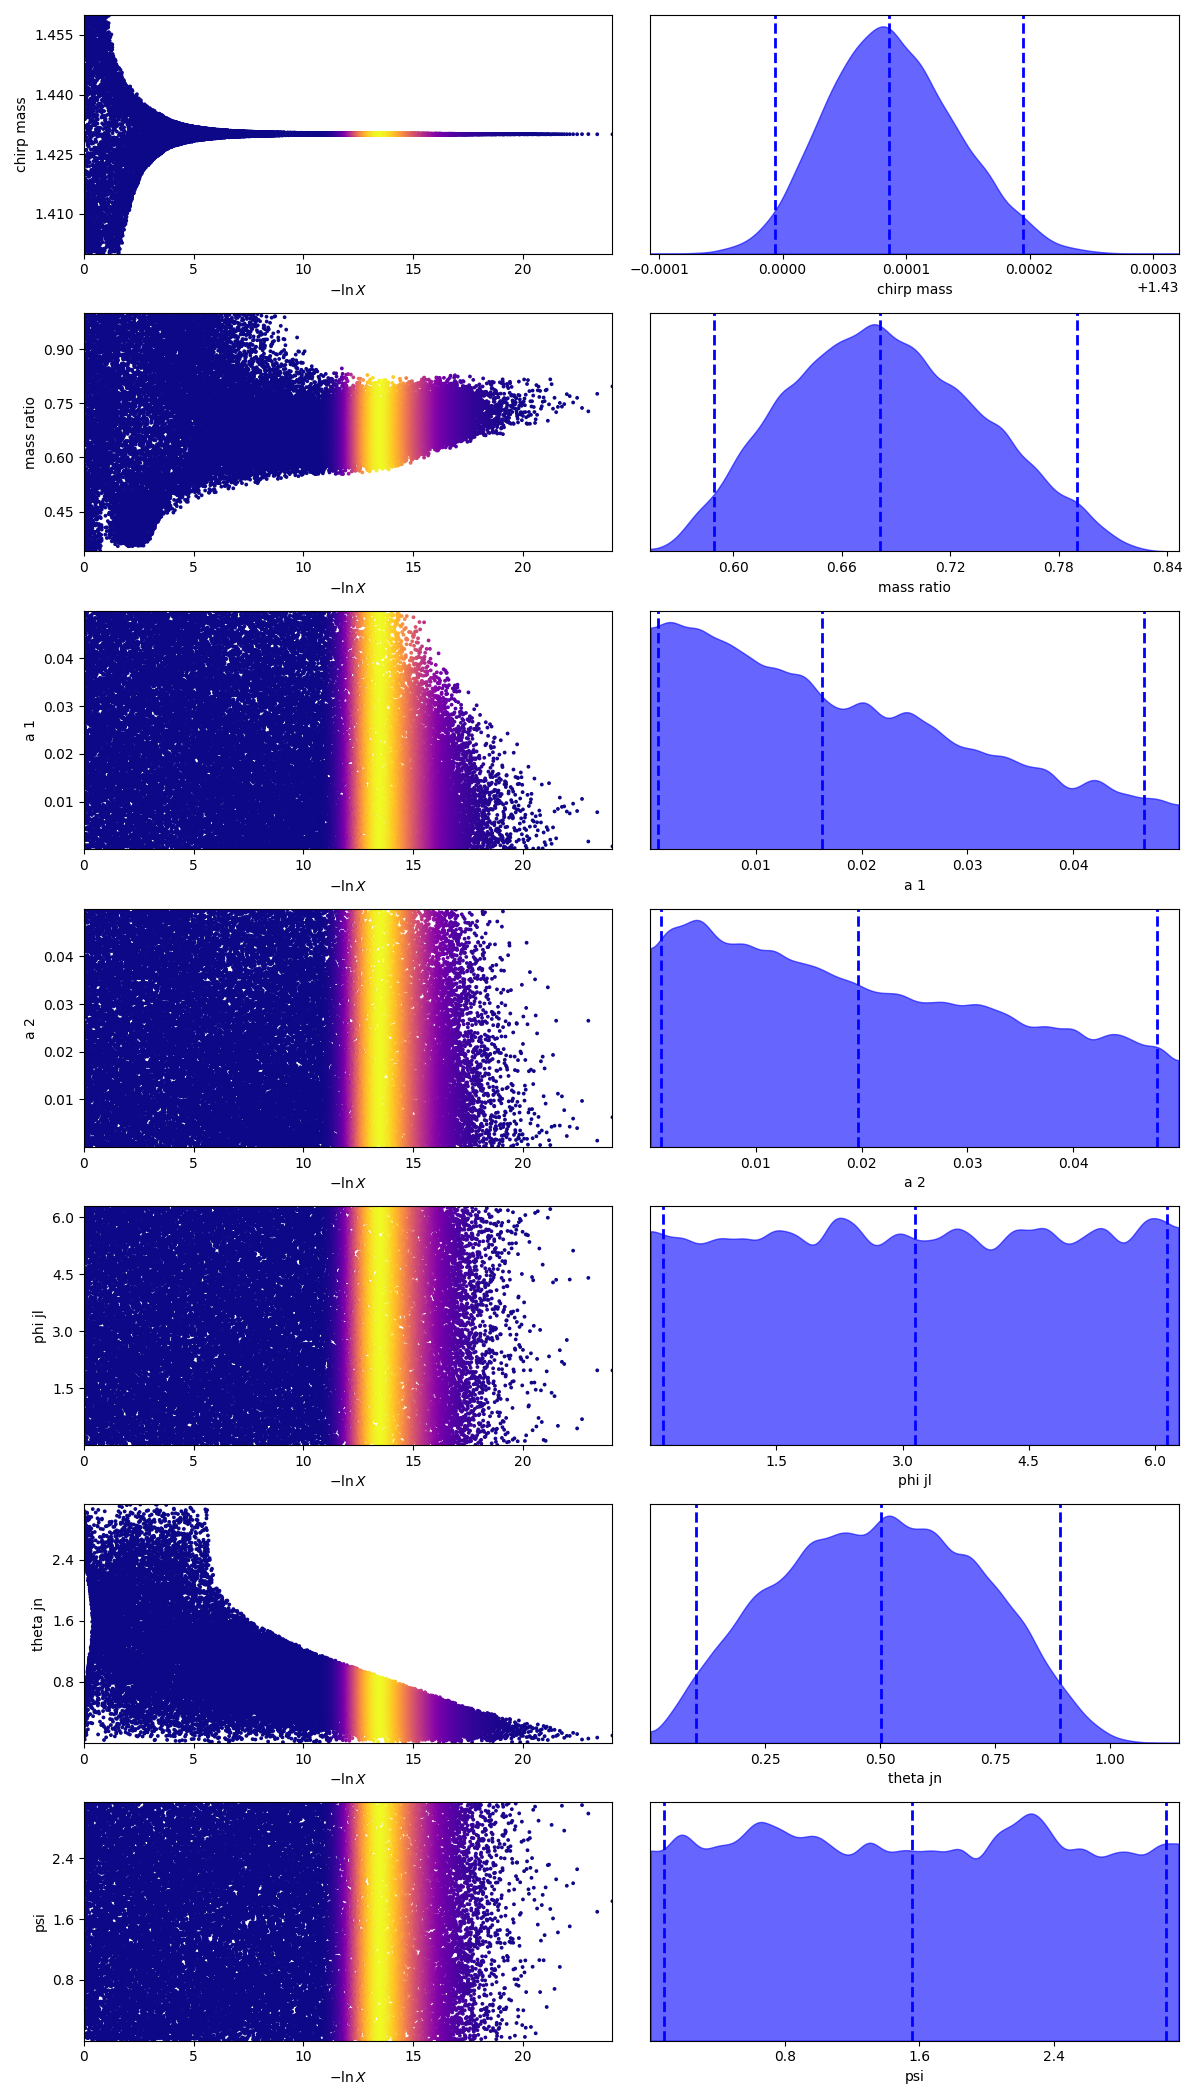 1.455
1.440
1.425
1.410
chirp mass
0 5 10 15 20
−ln X
−0.0001 0.0000 0.0001 0.0002 0.0003
chirp mass
+1.43
0.90
0.75
0.60
0.45
mass ratio
0 5 10 15 20
−ln X
0.60 0.66 0.72 0.78 0.84
mass ratio
0.04
0.03
0.02
0.01
a 1
0 5 10 15 20
−ln X
0.01 0.02 0.03 0.04
a 1
0.04
0.03
0.02
0.01
a 2
0 5 10 15 20
−ln X
0.01 0.02 0.03 0.04
a 2
6.0
4.5
3.0
1.5
phi jl
0 5 10 15 20
−ln X
1.5 3.0 4.5 6.0
phi jl
2.4
1.6
0.8
theta jn
0 5 10 15 20
−ln X
0.25 0.50 0.75 1.00
theta jn
2.4
1.6
0.8
psi
0 5 10 15 20
−ln X
0.8 1.6 2.4
psi